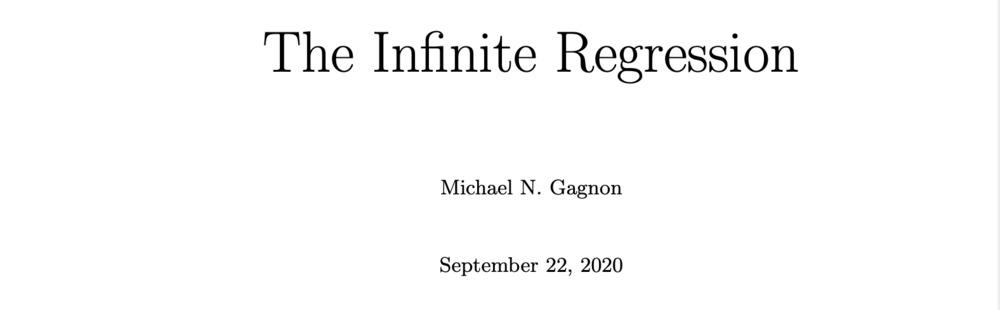 The Infinite Regression
Michael N. Gagnon
September 22, 2020